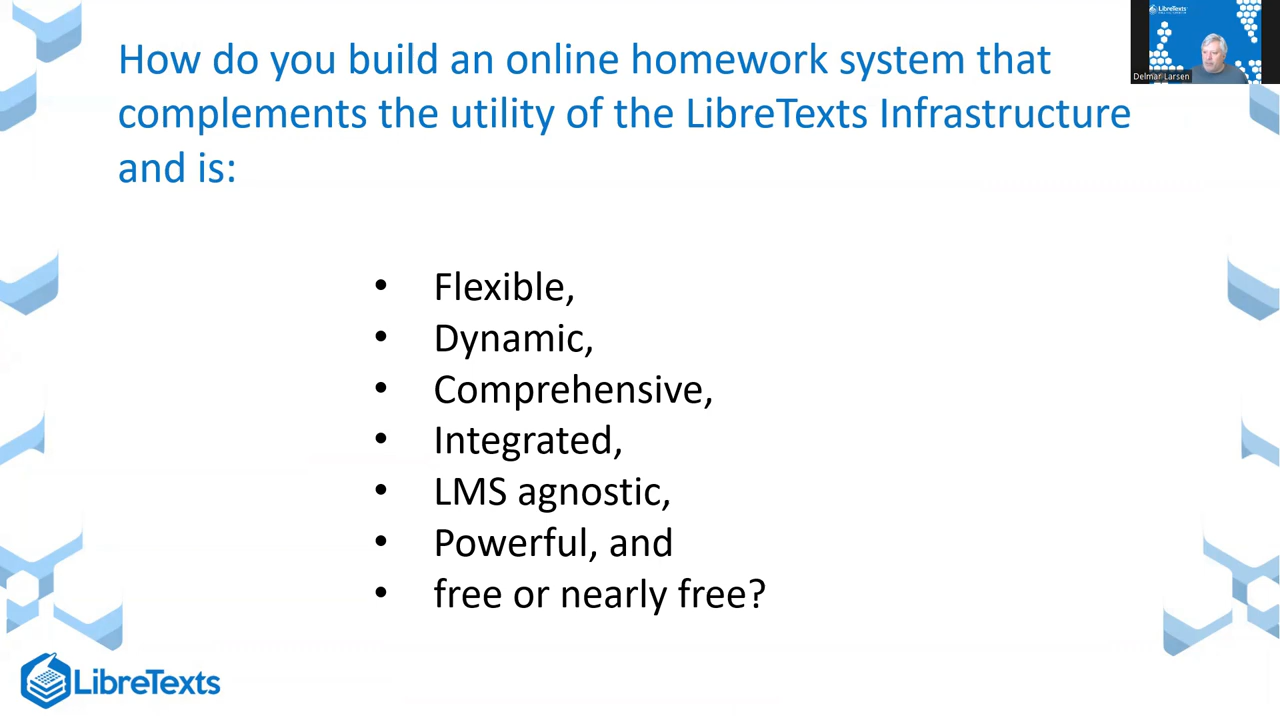 How do you build an online homework system that
complements the utility of the LibreTexts Infrastructure
and is:
• Flexible,
• Dynamic,
• Comprehensive,
• Integrated,
• LMS agnostic,
• Powerful, and
• free or nearly free?
LibreTexts
LibreTexts
Delmar Larsen